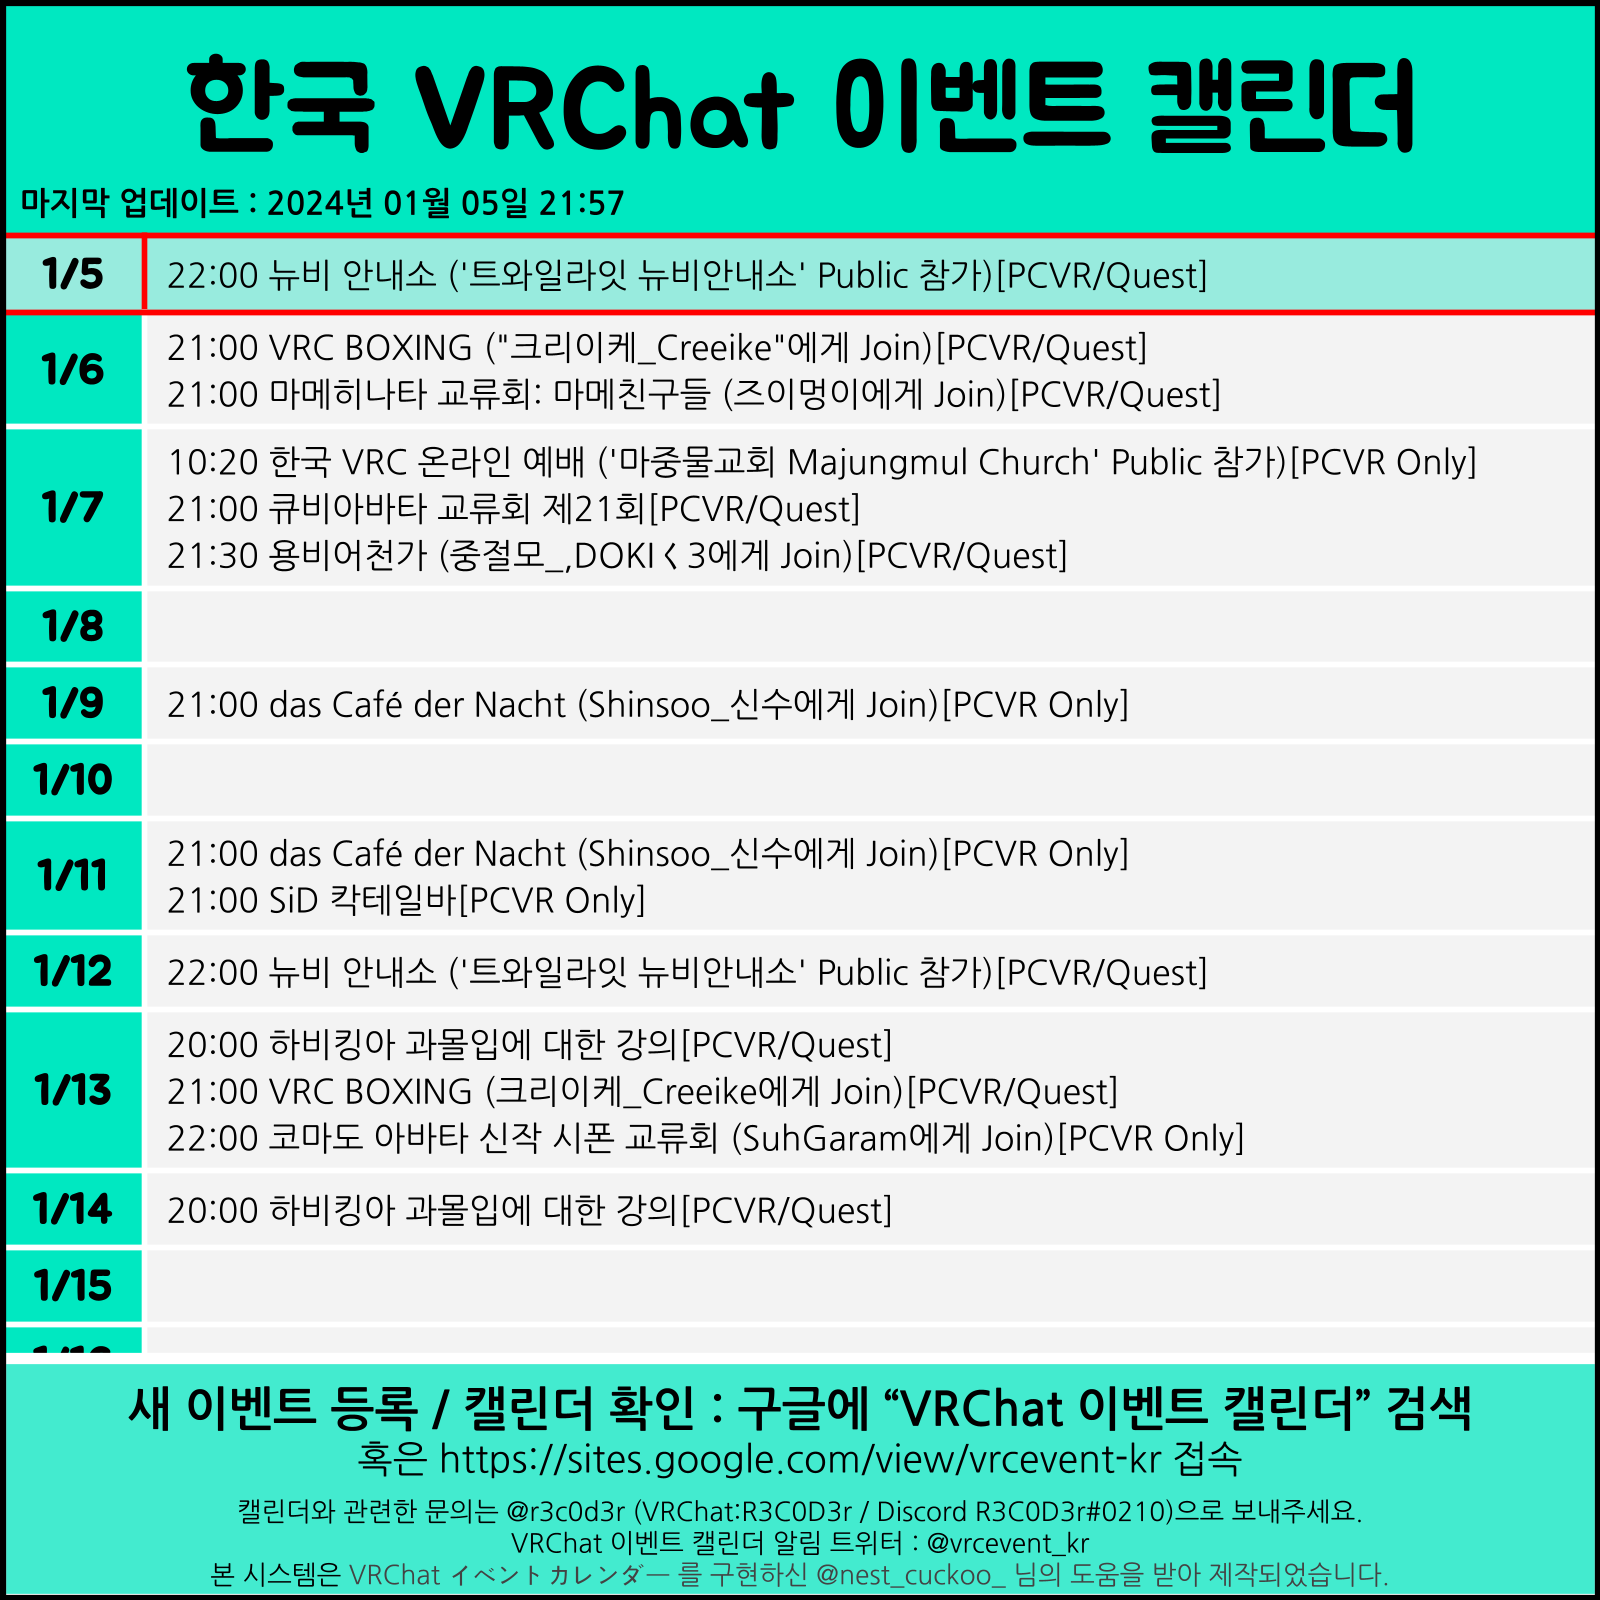 한국 VRChat 이벤트 캘린더
마지막 업데이트 : 2024년 01월 05일 21:57
1/5
22:00 뉴비 안내소 ('트와일라잇 뉴비안내소' Public 참가)[PCVR/Quest]
1/6
21:00 VRC BOXING ("크리이케_Creeike"에게 Join)[PCVR/Quest]
21:00 마메히나타 교류회: 마메친구들 (즈이멍이에게 Join)[PCVR/Quest]
1/7
10:20 한국 VRC 온라인 예배 ('마중물교회 Majungmul Church' Public 참가)[PCVR Only]
21:00 큐비아바타 교류회 제21회[PCVR/Quest]
21:30 용비어천가 (중절모_,DOKIく3에게 Join)[PCVR/Quest]
1/8
1/9
21:00 das Café der Nacht (Shinsoo_신수에게 Join)[PCVR Only]
1/10
1/11
21:00 das Café der Nacht (Shinsoo_신수에게 Join)[PCVR Only]
21:00 SiD 칵테일바[PCVR Only]
1/12
22:00 뉴비 안내소 ('트와일라잇 뉴비안내소' Public 참가)[PCVR/Quest]
1/13
20:00 하비킹아 과몰입에 대한 강의[PCVR/Quest]
21:00 VRC BOXING (크리이케_Creeike에게 Join)[PCVR/Quest]
22:00 코마도 아바타 신작 시폰 교류회 (SuhGaram에게 Join)[PCVR Only]
1/14
20:00 하비킹아 과몰입에 대한 강의[PCVR/Quest]
1/15
새 이벤트 등록 / 캘린더 확인 : 구글에 “VRChat 이벤트 캘린더” 검색
혹은 https://sites.google.com/view/vrcevent-kr 접속
캘린더와 관련한 문의는 @r3c0d3r (VRChat:R3C0D3r / Discord R3C0D3r#0210)으로 보내주세요.
VRChat 이벤트 캘린더 알림 트위터 : @vrcevent_kr
본 시스템은 VRChat イベントカレンダー 를 구현하신 @nest_cuckoo_ 님의 도움을 받아 제작되었습니다.